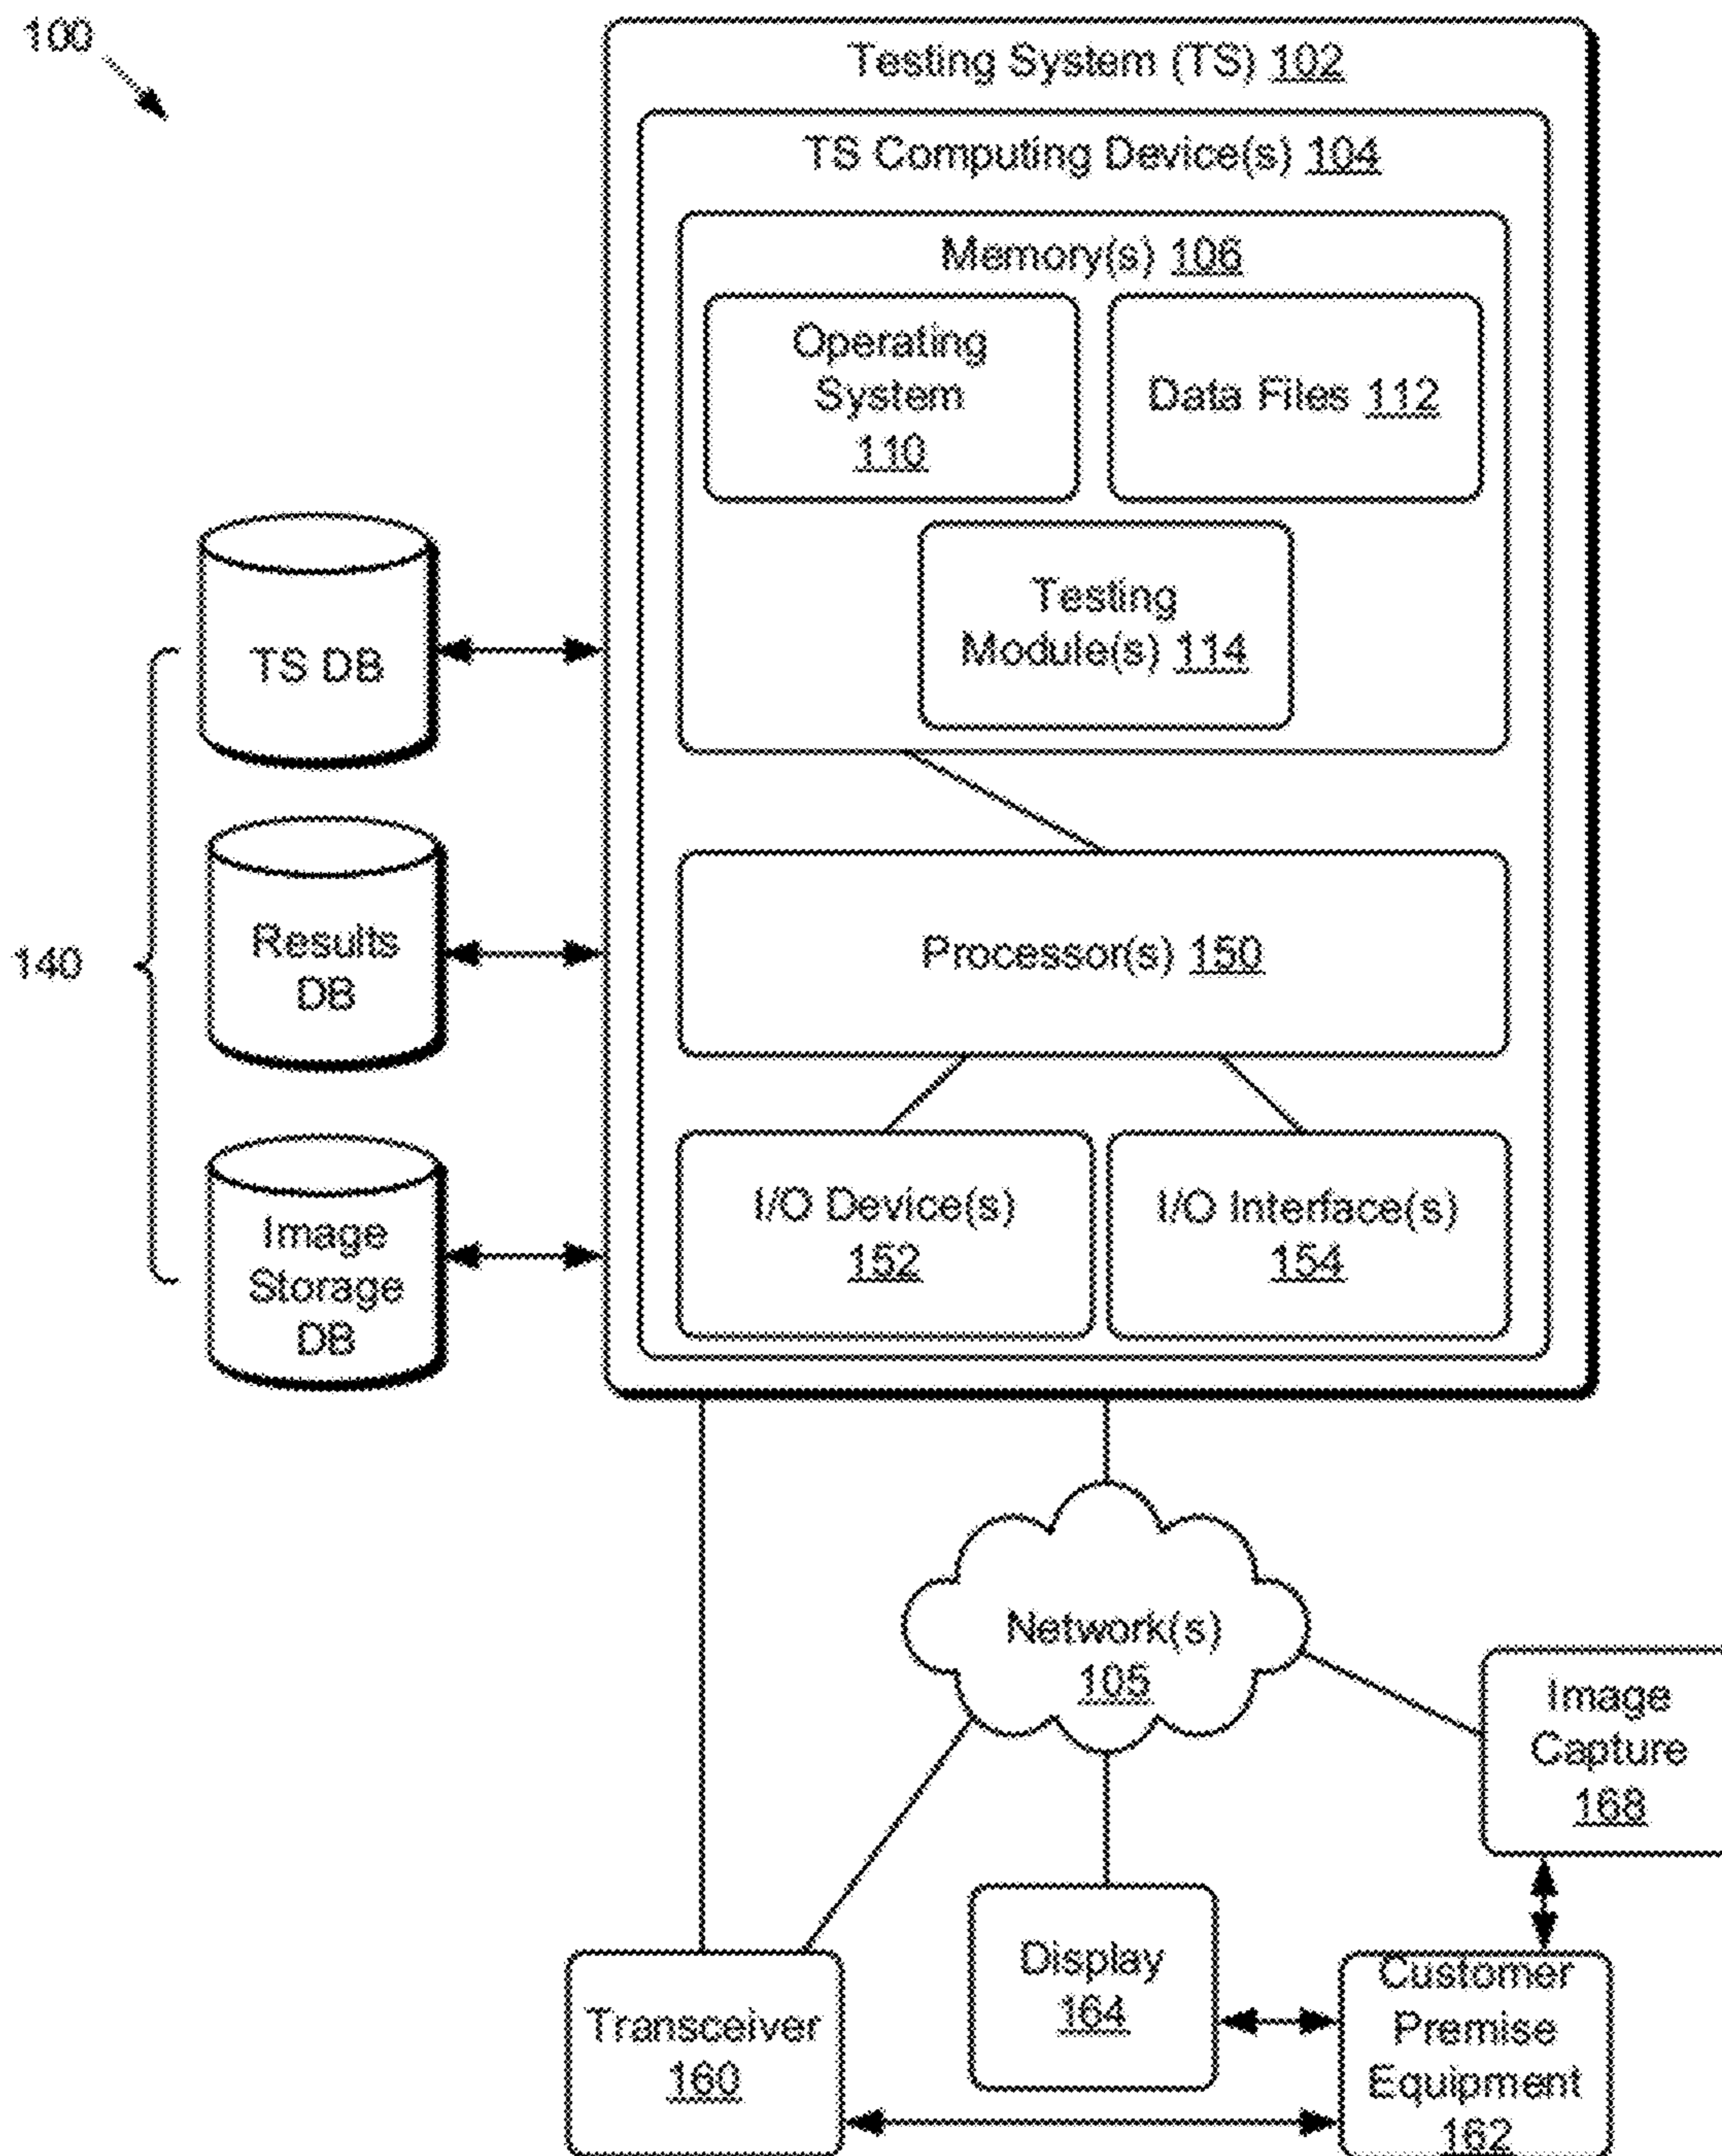 100
Testing System (TS) 102
TS Computing Device(s) 104
Memory(s) 106
Operating
System
110
Data Files 112
Testing
Module(s) 114
TS DB
Results
DB
140
Processor(s) 150
Image
Storage
DB
I/O Device(s)
152
I/O Interface(s)
154
Network(s)
105
Image
Capture
168
Display
164
Transceiver
160
Customer
Premise
Equipment
162